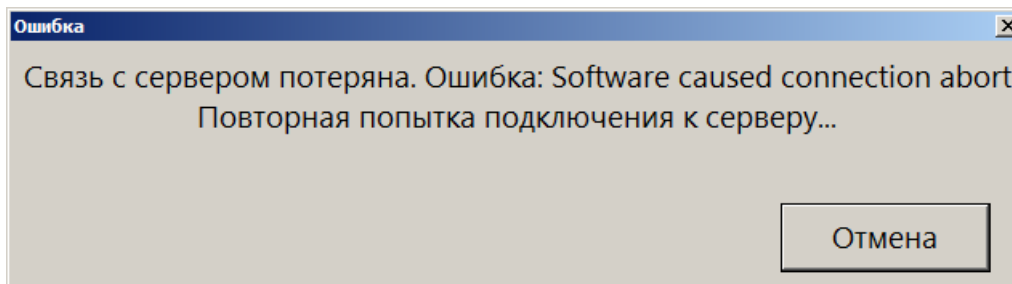 Ошибка
Связь с сервером потеряна. Ошибка: Software caused connection abort
Повторная попытка подключения к серверу...
Отмена